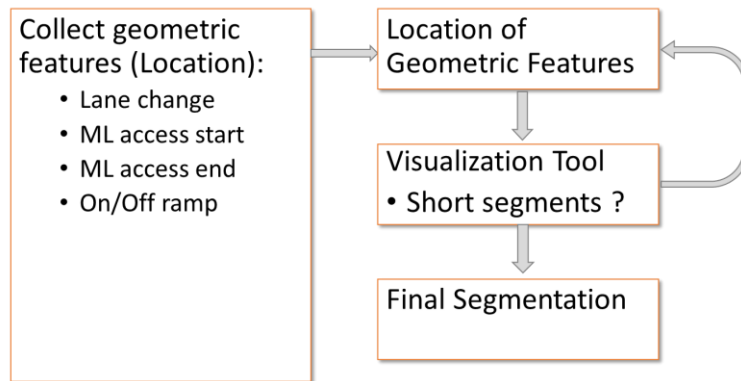 Collect geometric
features (Location):
• Lane change
• ML access start
• ML access end
• On/Off ramp
Location of
Geometric Features
Visualization Tool
• Short segments ?
Final Segmentation